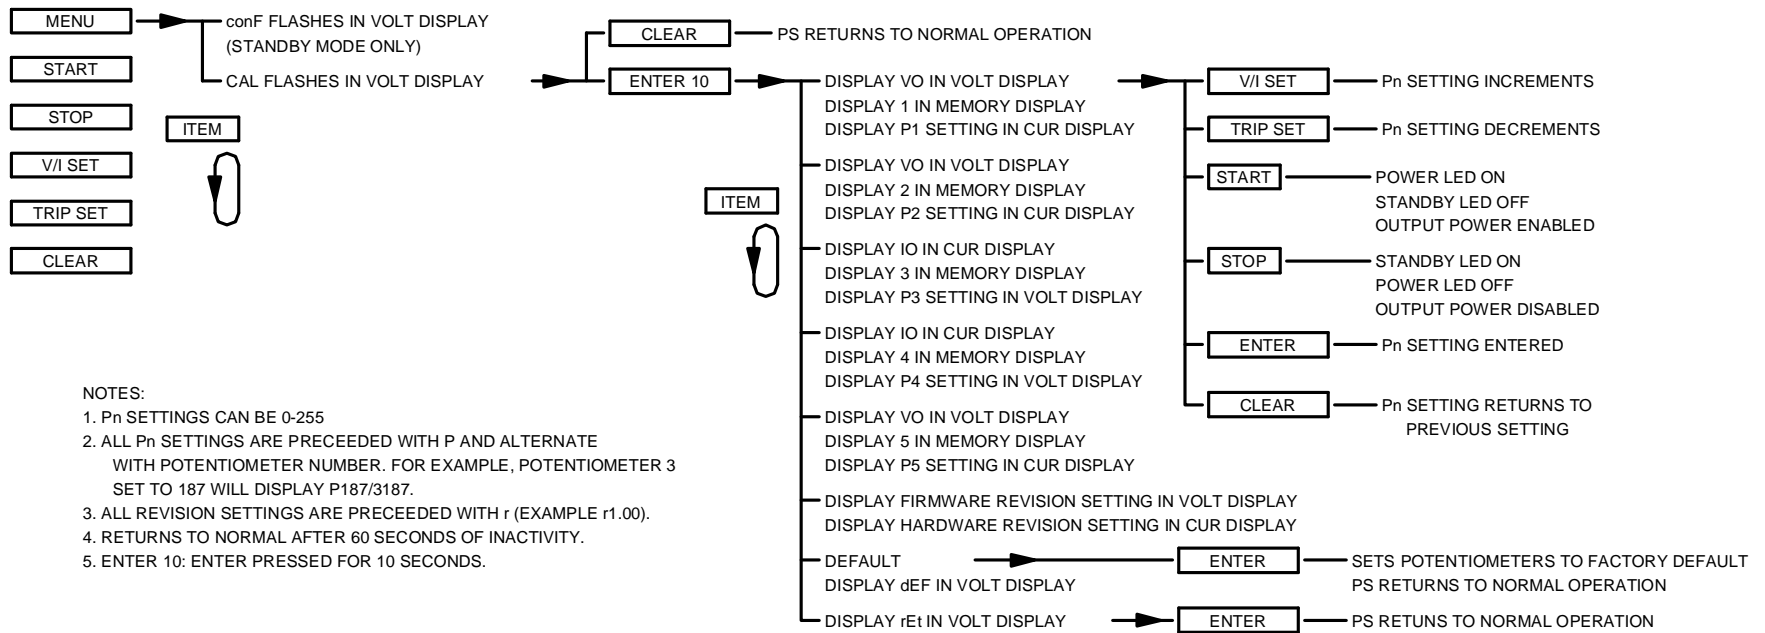 MENU
START
STOP
V/I SET
TRIP SET
CLEAR
conF FLASHES IN VOLT DISPLAY
(STANDBY MODE ONLY)
CAL FLASHES IN VOLT DISPLAY
ITEM
CLEAR
PS RETURNS TO NORMAL OPERATION
ENTER 10
ITEM
DISPLAY VO IN VOLT DISPLAY
DISPLAY 1 IN MEMORY DISPLAY
DISPLAY P1 SETTING IN CUR DISPLAY
DISPLAY VO IN VOLT DISPLAY
DISPLAY 2 IN MEMORY DISPLAY
DISPLAY P2 SETTING IN CUR DISPLAY
DISPLAY IO IN CUR DISPLAY
DISPLAY 3 IN MEMORY DISPLAY
DISPLAY P3 SETTING IN VOLT DISPLAY
DISPLAY IO IN CUR DISPLAY
DISPLAY 4 IN MEMORY DISPLAY
DISPLAY P4 SETTING IN VOLT DISPLAY
DISPLAY VO IN VOLT DISPLAY
DISPLAY 5 IN MEMORY DISPLAY
DISPLAY P5 SETTING IN CUR DISPLAY
DISPLAY FIRMWARE REVISION SETTING IN VOLT DISPLAY
DISPLAY HARDWARE REVISION SETTING IN CUR DISPLAY
DEFAULT
DISPLAY dEF IN VOLT DISPLAY
ENTER
SETS POTENTIOMETERS TO FACTORY DEFAULT
PS RETURNS TO NORMAL OPERATION
DISPLAY rEt IN VOLT DISPLAY
ENTER
PS RETUNS TO NORMAL OPERATION
V/I SET
Pn SETTING INCREMENTS
TRIP SET
Pn SETTING DECREMENTS
START
POWER LED ON
STANDBY LED OFF
OUTPUT POWER ENABLED
STOP
STANDBY LED ON
POWER LED OFF
OUTPUT POWER DISABLED
ENTER
Pn SETTING ENTERED
CLEAR
Pn SETTING RETURNS TO
PREVIOUS SETTING
NOTES:
1. Pn SETTINGS CAN BE 0-255
2. ALL Pn SETTINGS ARE PRECEEDED WITH P AND ALTERNATE
WITH POTENTIOMETER NUMBER. FOR EXAMPLE, POTENTIOMETER 3
SET TO 187 WILL DISPLAY P187/3187.
3. ALL REVISION SETTINGS ARE PRECEEDED WITH r (EXAMPLE r1.00).
4. RETURNS TO NORMAL AFTER 60 SECONDS OF INACTIVITY.
5. ENTER 10: ENTER PRESSED FOR 10 SECONDS.